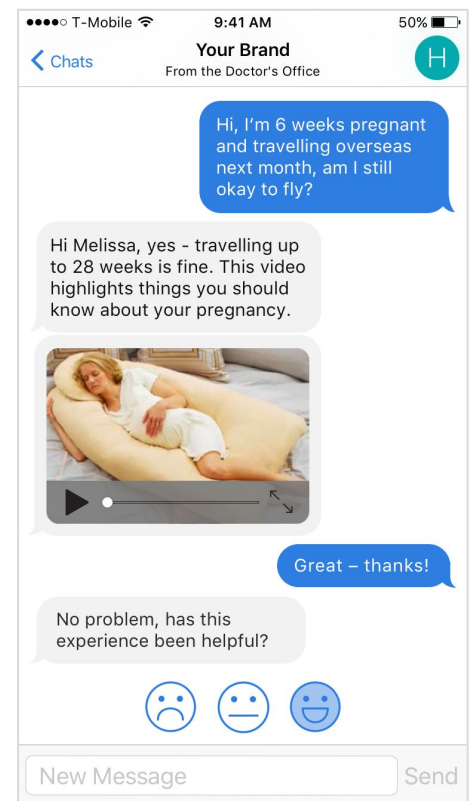 T-Mobile 9:41 AM 50%
Chats Your Brand H
From the Doctor's Office
Hi, I’m 6 weeks pregnant
and travelling overseas
next month, am I still
okay to fly?
Hi Melissa, yes - travelling up
to 28 weeks is fine. This video
highlights things you should
know about your pregnancy.
Great – thanks!
No problem, has this
experience been helpful?
New Message Send